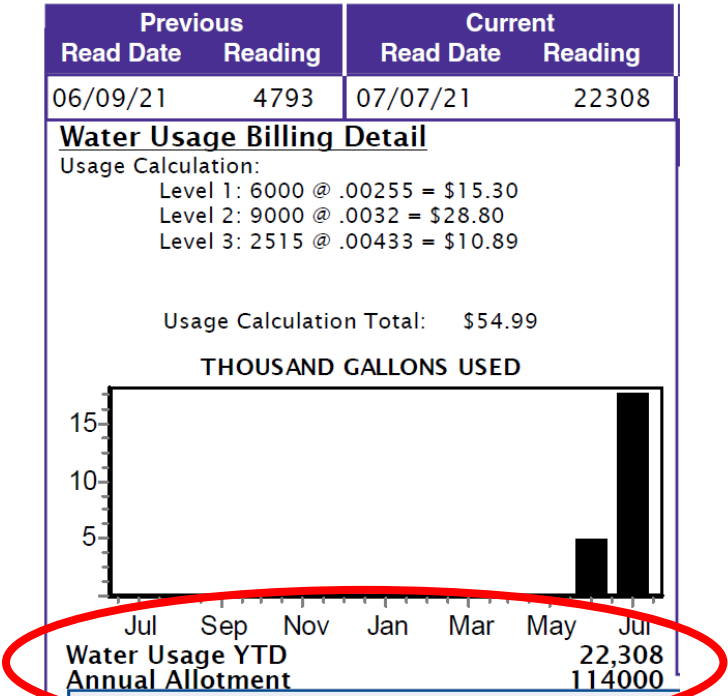 Previous Current
Read Date Reading Read Date Reading
06/09/21 4793 07/07/21 22308
Water Usage Billing Detail
Usage Calculation:
Level 1: 6000 @ .00255 = $15.30
Level 2: 9000 @ .0032 = $28.80
Level 3: 2515 @ .00433 = $10.89
Usage Calculation Total: $54.99
THOUSAND GALLONS USED
15
10
5
Jul Sep Nov Jan Mar May Jul
Water Usage YTD 22,308
Annual Allotment 114000